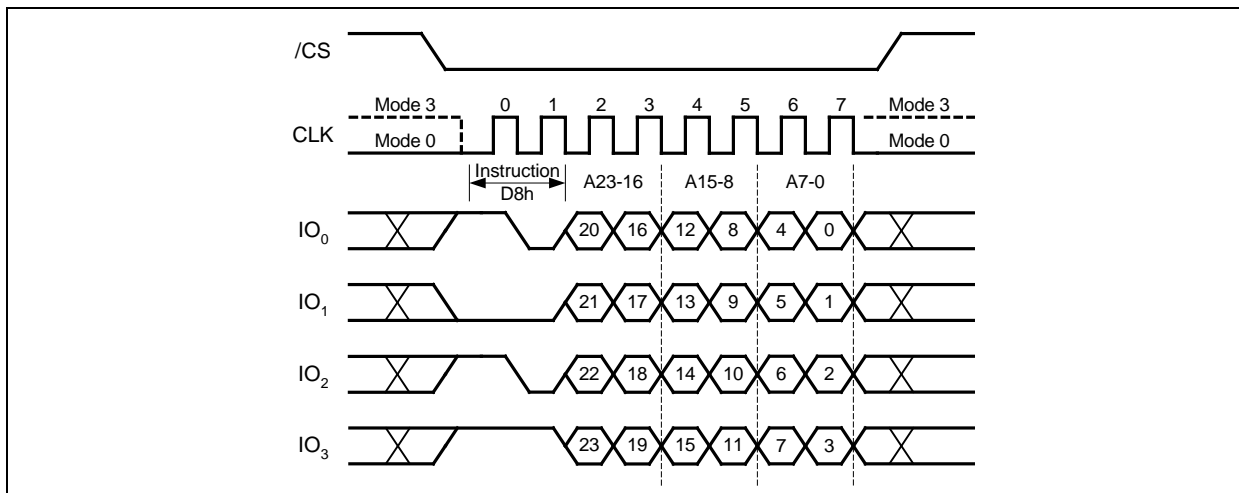 /CS
Mode 3 0 1 2 3 4 5 6 7 Mode 3
CLK
Mode 0 Mode 0
Instruction
D8h
A23-16 A15-8 A7-0
IO0 20 16 12 8 4 0
IO1 21 17 13 9 5 1
IO2 22 18 14 10 6 2
IO3 23 19 15 11 7 3